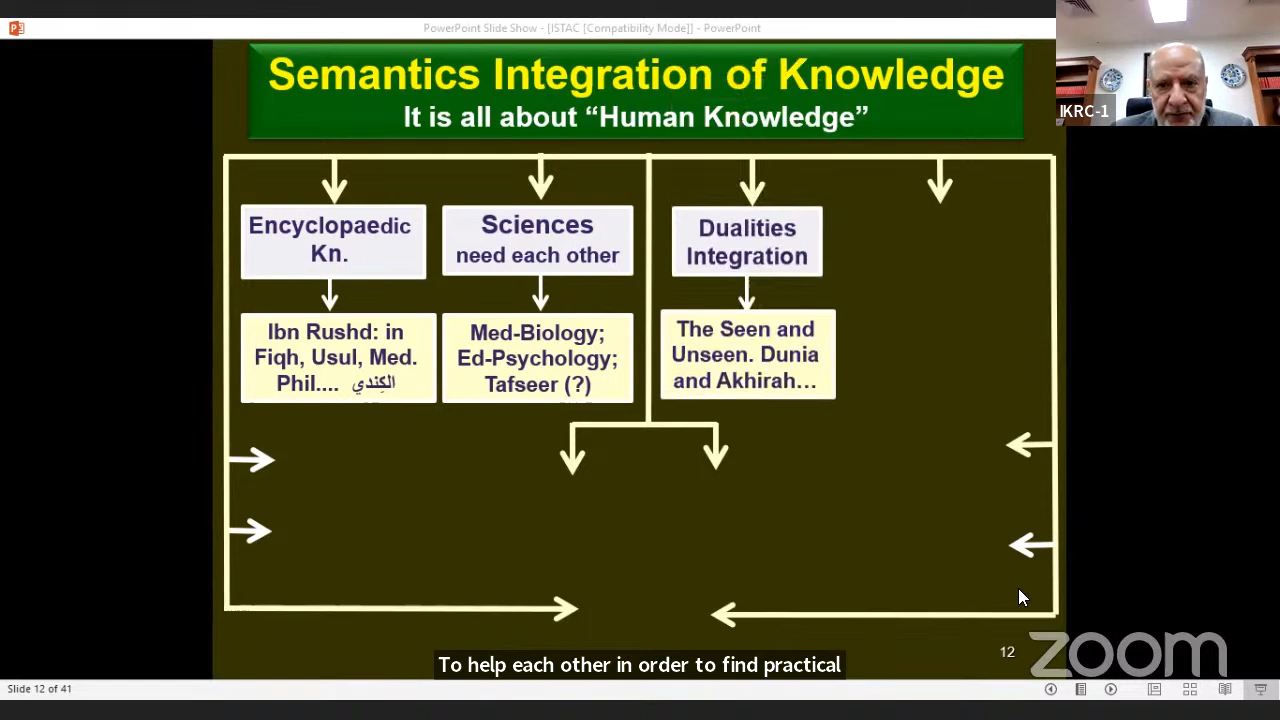 PowerPoint Slide Show - [ISTAC [Compatibility Mode]] - PowerPoint
Semantics Integration of Knowledge
It is all about “Human Knowledge”
IKRC-1
Encyclopaedic
Kn.
Sciences
need each other
Dualities
Integration
Ibn Rushd: in
Fiqh, Usul, Med.
Phil.... الكِندي
Med-Biology;
Ed-Psychology;
Tafseer (?)
The Seen and
Unseen. Dunia
and Akhirah…
12
zoom
To help each other in order to find practical
Slide 12 of 41